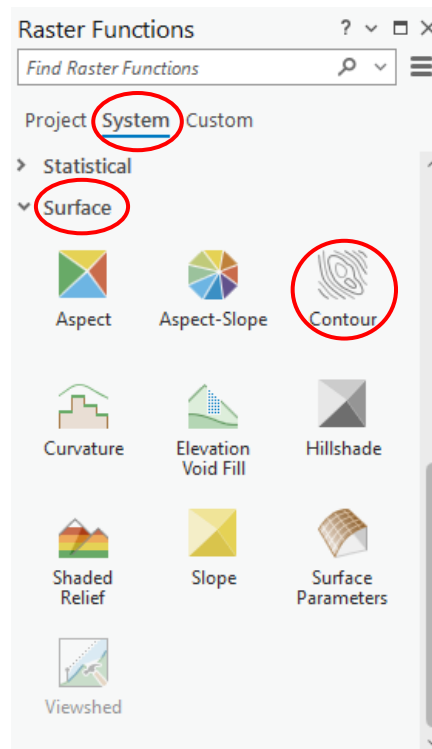 Raster Functions ?
Find Raster Functions
Project System Custom
Statistical
Surface
Aspect Aspect-Slope Contour
Curvature Elevation Void Fill Hillshade
Shaded Relief Slope Surface Parameters
Viewshed